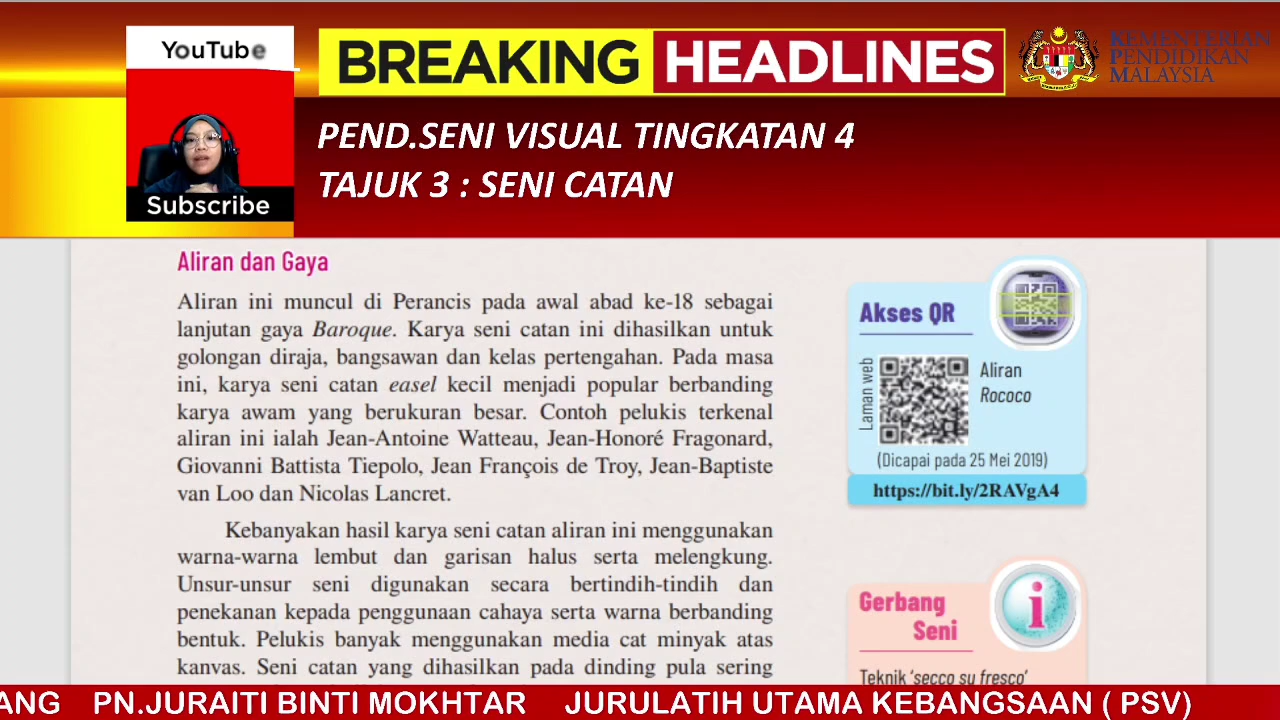 YouTube
Subscribe
BREAKING HEADLINES
KEMENTERIAN
PENDIDIKAN
MALAYSIA
PEND.SENI VISUAL TINGKATAN 4
TAJUK 3 : SENI CATAN
Aliran dan Gaya
Aliran ini muncul di Perancis pada awal abad ke-18 sebagai
lanjutan gaya Baroque. Karya seni catan ini dihasilkan untuk
golongan diraja, bangsawan dan kelas pertengahan. Pada masa
ini, karya seni catan easel kecil menjadi popular berbanding
karya awam yang berukuran besar. Contoh pelukis terkenal
aliran ini ialah Jean-Antoine Watteau, Jean-Honoré Fragonard,
Giovanni Battista Tiepolo, Jean François de Troy, Jean-Baptiste
van Loo dan Nicolas Lancret.
Kebanyakan hasil karya seni catan aliran ini menggunakan
warna-warna lembut dan garisan halus serta melengkung.
Unsur-unsur seni digunakan secara bertindih-tindih dan
penekanan kepada penggunaan cahaya serta warna berbanding
bentuk. Pelukis banyak menggunakan media cat minyak atas
kanvas. Seni catan yang dihasilkan pada dinding pula sering
Akses QR
Laman web
Aliran
Rococo
(Dicapai pada 25 Mei 2019)
https://bit.ly/2RAVgA4
Gerbang
Seni
Teknik 'secco su fresco'
ANG PN.JURAITI BINTI MOKHTAR JURULATIH UTAMA KEBANGSAAN ( PSV)